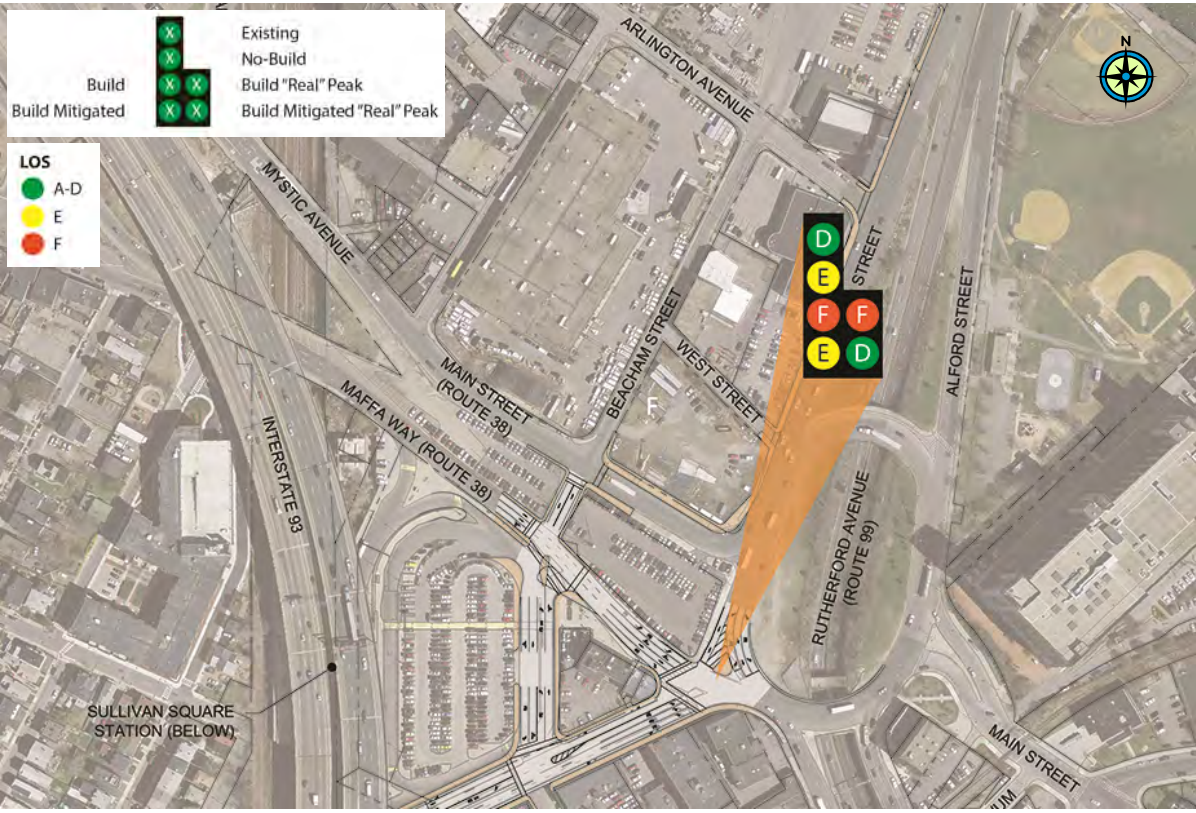 X Existing
X No-Build
Build X X Build "Real" Peak
Build Mitigated X X Build Mitigated "Real" Peak
LOS
A-D
E
F
N
ARLINGTON AVENUE
MYSTIC AVENUE
D
E
F F
E D
STREET
ALFORD STREET
BEACHAM STREET
WEST STREET
F
MAIN STREET
(ROUTE 38)
MAFFA WAY (ROUTE 38)
INTERSTATE 93
RUTHERFORD AVENUE
(ROUTE 99)
SULLIVAN SQUARE
STATION (BELOW)
MAIN STREET
UM